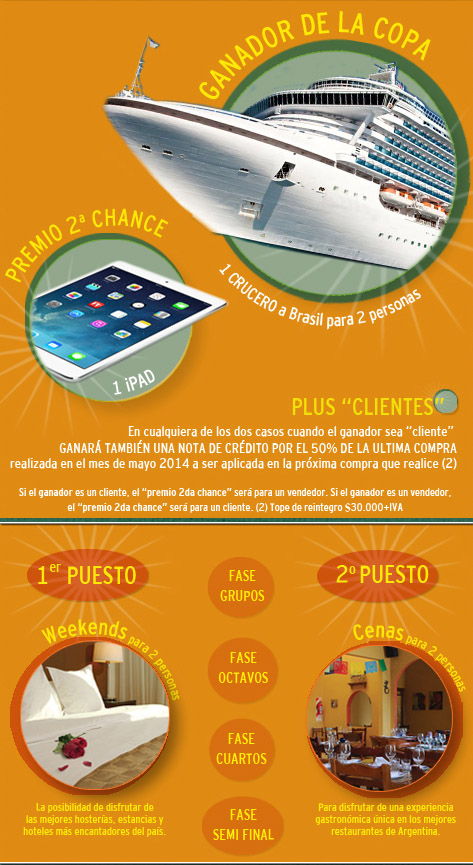 GANADOR DE LA COPA
1 CRUCERO a Brasil para 2 personas
PREMIO 2ª CHANCE
1 iPAD
PLUS “CLIENTES”
En cualquiera de los dos casos cuando el ganador sea “cliente”
GANARÁ TAMBIÉN UNA NOTA DE CRÉDITO POR EL 50% DE LA ULTIMA COMPRA
realizada en el mes de mayo 2014 a ser aplicada en la próxima compra que realice (2)
Si el ganador es un cliente, el “premio 2da chance” será para un vendedor. Si el ganador es un vendedor,
el “premio 2da chance” será para un cliente. (2) Tope de reintegro $30.000+IVA
1er PUESTO
Weekends para 2 personas
La posibilidad de disfrutar de
las mejores hosterías, estancias y
hoteles más encantadores del país.
FASE
GRUPOS
FASE
OCTAVOS
FASE
CUARTOS
FASE
SEMI FINAL
2º PUESTO
Cenas para 2 personas
Para disfrutar de una experiencia
gastronómica única en los mejores
restaurantes de Argentina.